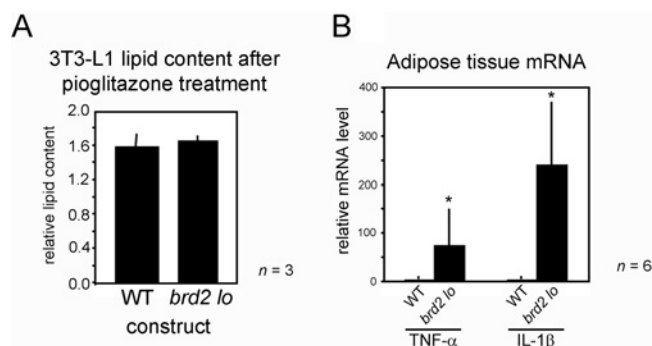 A
3T3-L1 lipid content after
pioglitazone treatment
relative lipid content
2.0
1.6
1.2
0.8
0.4
0.0
WT brd2 lo
construct
n = 3
B
Adipose tissue mRNA
relative mRNA level
400
300
200
100
0
*
*
WT
brd2 lo
WT
brd2 lo
TNF-α IL-1β
n = 6